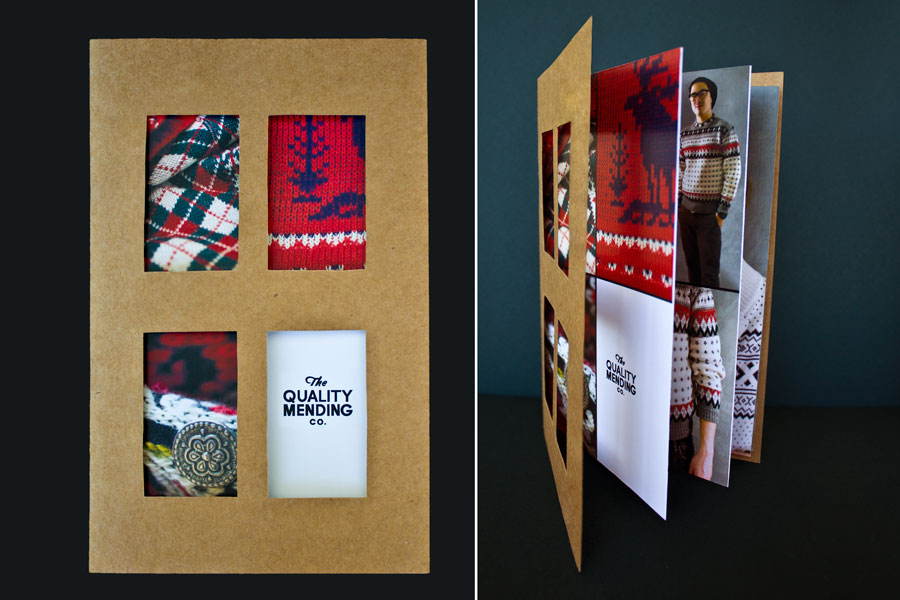 The
QUALITY
MENDING
CO.
The
QUALITY
MENDING
CO.